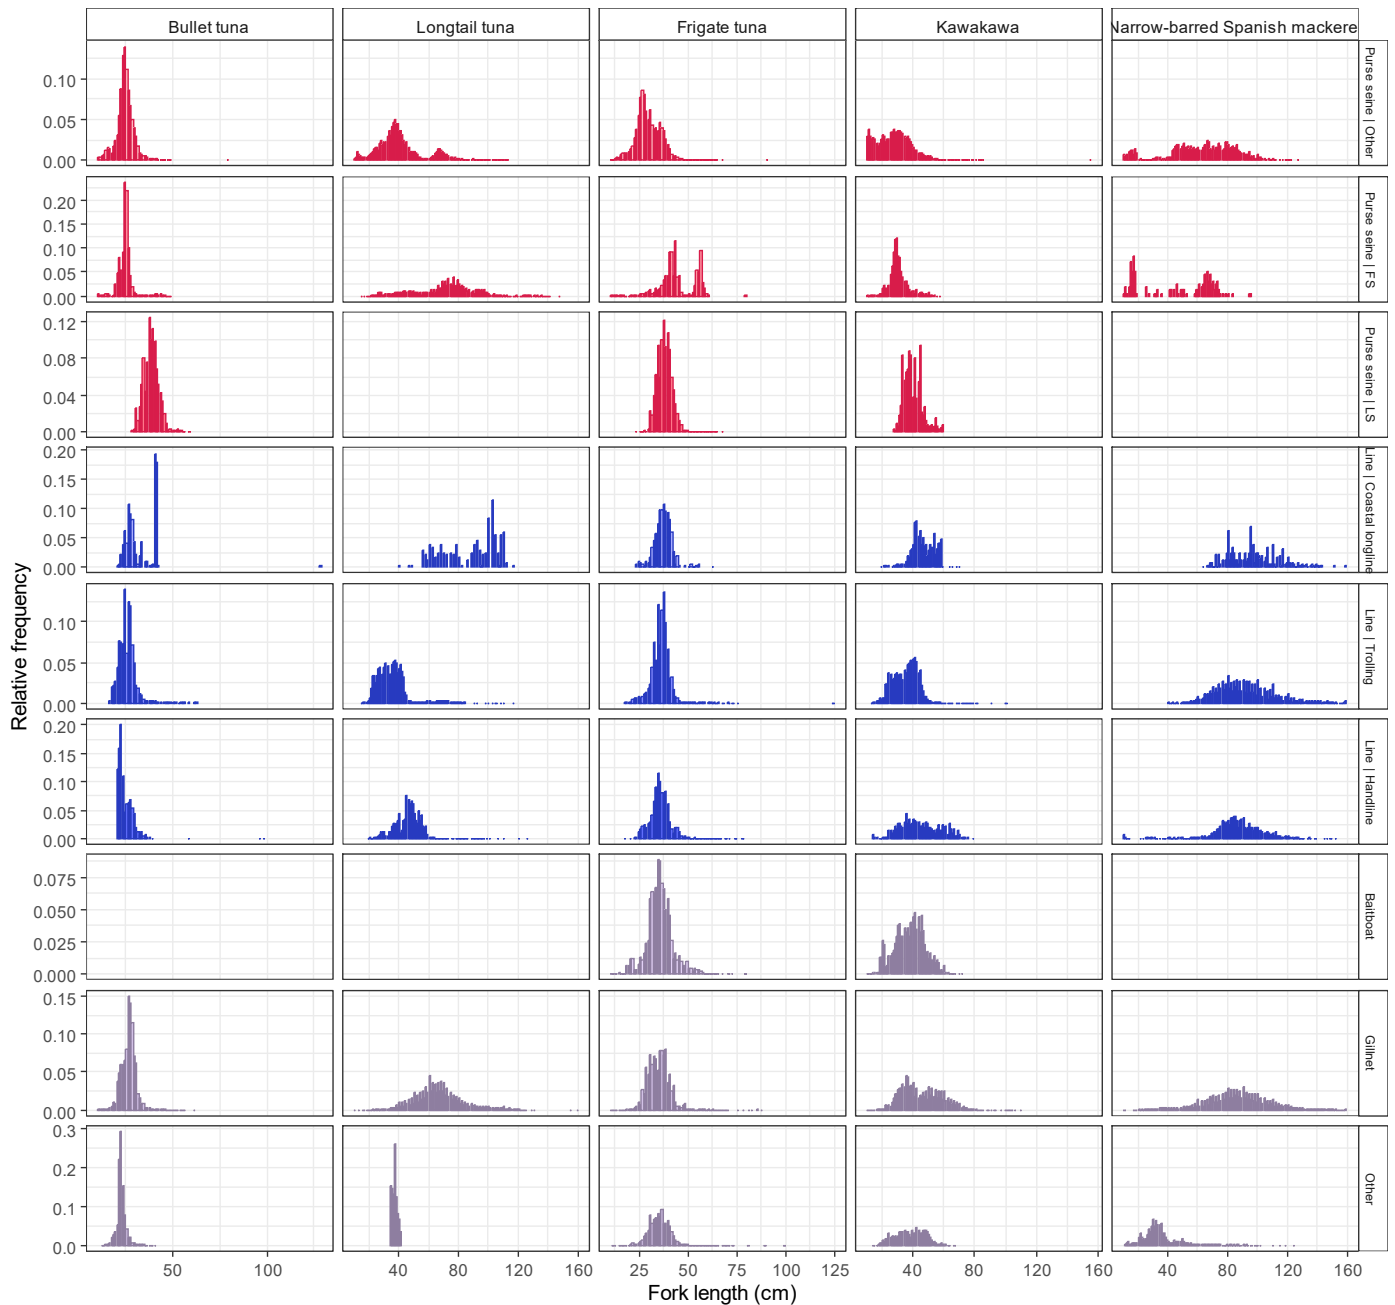 Bullet tuna
Longtail tuna
Frigate tuna
Kawakawa
Narrow-barred Spanish mackere
Relative frequency
0.10
0.05
0.00
Purse seine | Other
0.20
0.15
0.10
0.05
0.00
Purse seine | FS
0.12
0.08
0.04
0.00
Purse seine | LS
0.20
0.15
0.10
0.05
0.00
Line | Coastal longline
0.10
0.05
0.00
Line | Trolling
0.20
0.15
0.10
0.05
0.00
Line | Handline
0.075
0.050
0.025
0.000
Baitboat
0.15
0.10
0.05
0.00
Gillnet
0.3
0.2
0.1
0.0
Other
50 100
40 80 120 160
25 50 75 100 125
40 80 120 160
40 80 120 160
Fork length (cm)